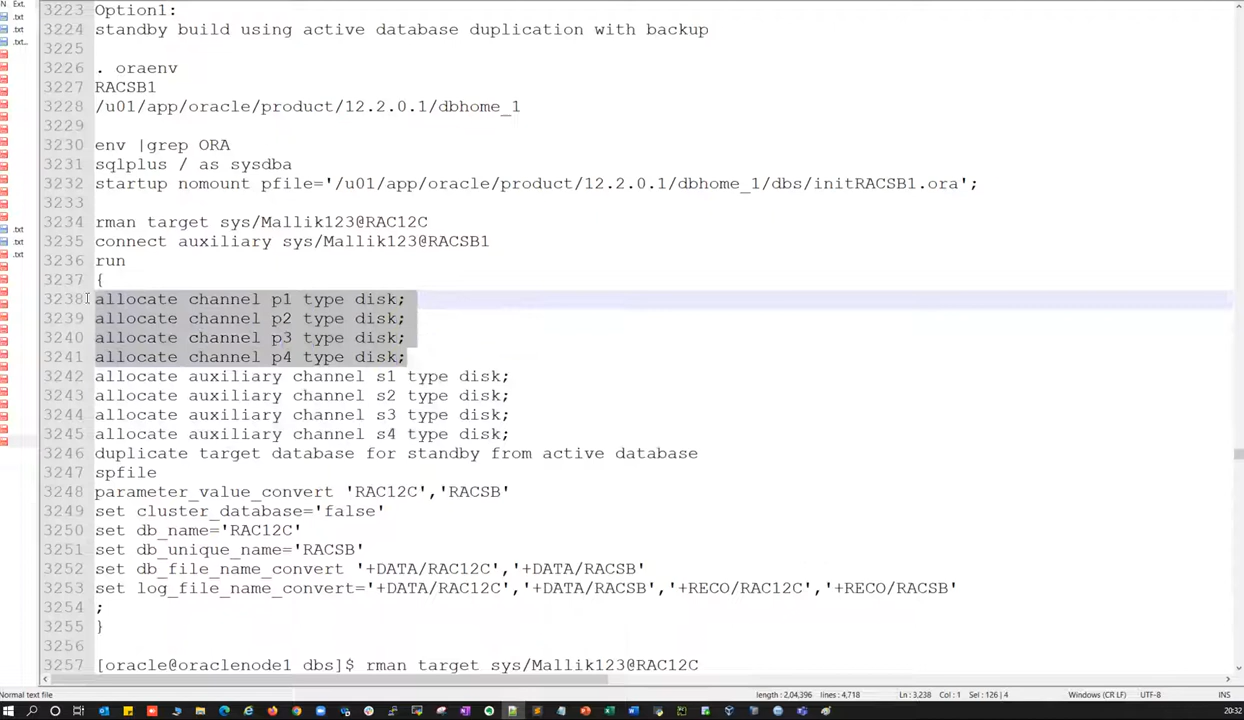 N Ext.
.txt
.txt
.txt...
.txt
.txt
.txt
3223 Option1:
3224 standby build using active database duplication with backup
3225
3226 . oraenv
3227 RACSB1
3228 /u01/app/oracle/product/12.2.0.1/dbhome_1
3229
3230 env |grep ORA
3231 sqlplus / as sysdba
3232 startup nomount pfile='/u01/app/oracle/product/12.2.0.1/dbhome_1/dbs/initRACSB1.ora';
3233
3234 rman target sys/Mallik123@RAC12C
3235 connect auxiliary sys/Mallik123@RACSB1
3236 run
3237 {
3238 allocate channel p1 type disk;
3239 allocate channel p2 type disk;
3240 allocate channel p3 type disk;
3241 allocate channel p4 type disk;
3242 allocate auxiliary channel s1 type disk;
3243 allocate auxiliary channel s2 type disk;
3244 allocate auxiliary channel s3 type disk;
3245 allocate auxiliary channel s4 type disk;
3246 duplicate target database for standby from active database
3247 spfile
3248 parameter_value_convert 'RAC12C','RACSB'
3249 set cluster_database='false'
3250 set db_name='RAC12C'
3251 set db_unique_name='RACSB'
3252 set db_file_name_convert '+DATA/RAC12C','+DATA/RACSB'
3253 set log_file_name_convert='+DATA/RAC12C','+DATA/RACSB','+RECO/RAC12C','+RECO/RACSB'
3254 ;
3255 }
3256
3257 [oracle@oraclenode1 dbs]$ rman target sys/Mallik123@RAC12C
Normal text file length : 2,04,396 lines : 4,718 Ln : 3,238 Col : 1 Sel : 126 | 4 Windows (CR LF) UTF-8 INS
20:32